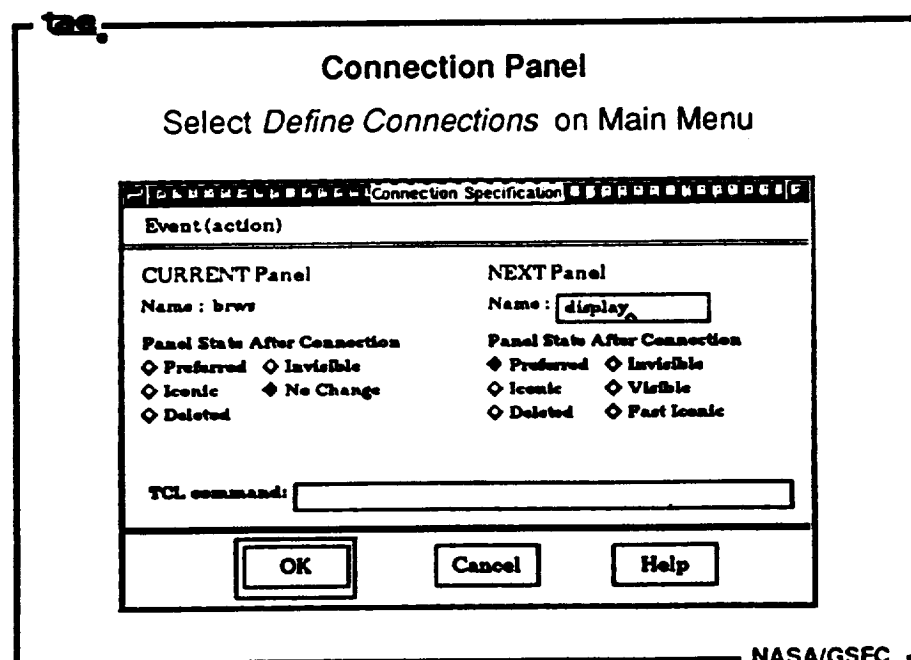 tae
Connection Panel
Select Define Connections on Main Menu
Connection Specification
Event (action)
CURRENT Panel
Name : brws
Panel State After Connection
Preferred Invisible
Iconic No Change
Deleted
NEXT Panel
Name : display
Panel State After Connection
Preferred Invisible
Iconic Visible
Deleted Fast Iconic
TCL command:
OK Cancel Help
NASA/GSFC